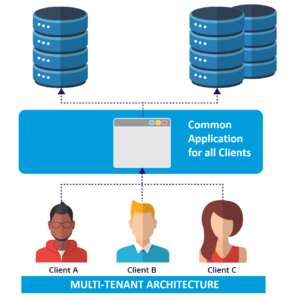 Common
Application
for all Clients
Client A
Client B
Client C
MULTI-TENANT ARCHITECTURE